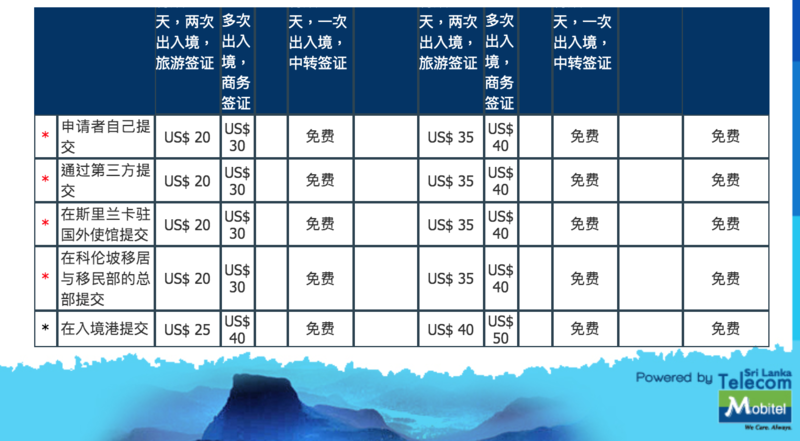 天，两次 多次 天，一次 天，两次 多次 天，一次
出入境， 出入 出入境， 出入境， 出入 出入境，
旅游签证 境， 中转签证 旅游签证 境， 中转签证
商务 商务
签证 签证
* 申请者自己提交 US$ 20 US$ 30 免费 US$ 35 US$ 40 免费 免费
* 通过第三方提交 US$ 20 US$ 30 免费 US$ 35 US$ 40 免费 免费
* 在斯里兰卡驻国外使馆提交 US$ 20 US$ 30 免费 US$ 35 US$ 40 免费 免费
* 在科伦坡移居与移民部的总部提交 US$ 20 US$ 30 免费 US$ 35 US$ 40 免费 免费
* 在入境港提交 US$ 25 US$ 40 免费 US$ 40 US$ 50 免费 免费
Powered by Sri Lanka Telecom
Mobitel
We Care. Always.